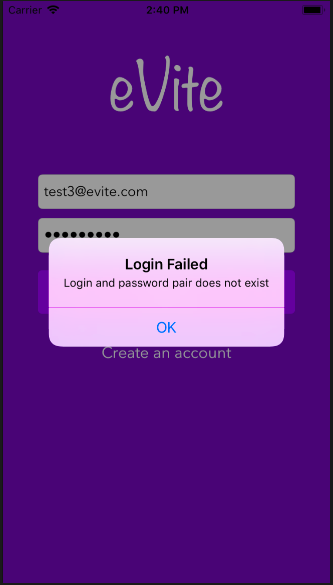 Carrier 2:40 PM
eVite
test3@evite.com
●●●●●●●●●
Login Failed
Login and password pair does not exist
OK
Create an account